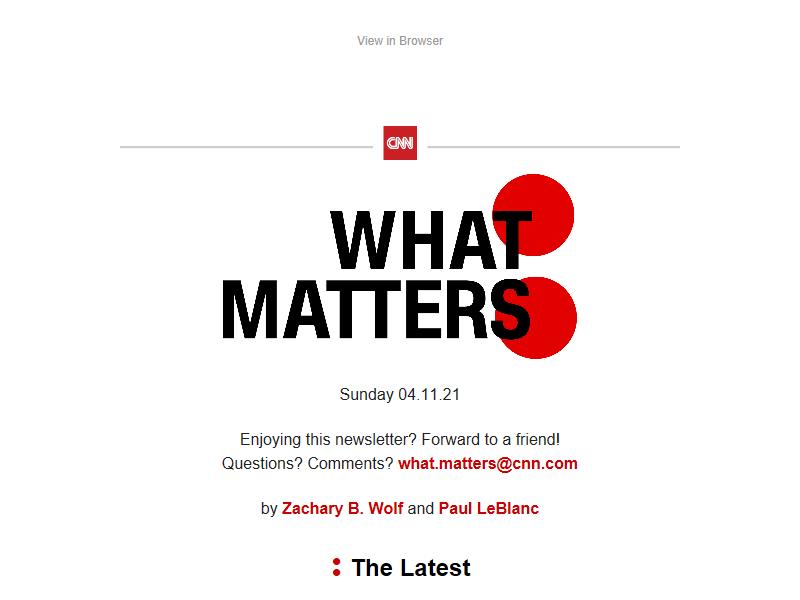 View in Browser
CNN
WHAT
MATTERS
Sunday 04.11.21
Enjoying this newsletter? Forward to a friend!
Questions? Comments? what.matters@cnn.com
by Zachary B. Wolf and Paul LeBlanc
: The Latest